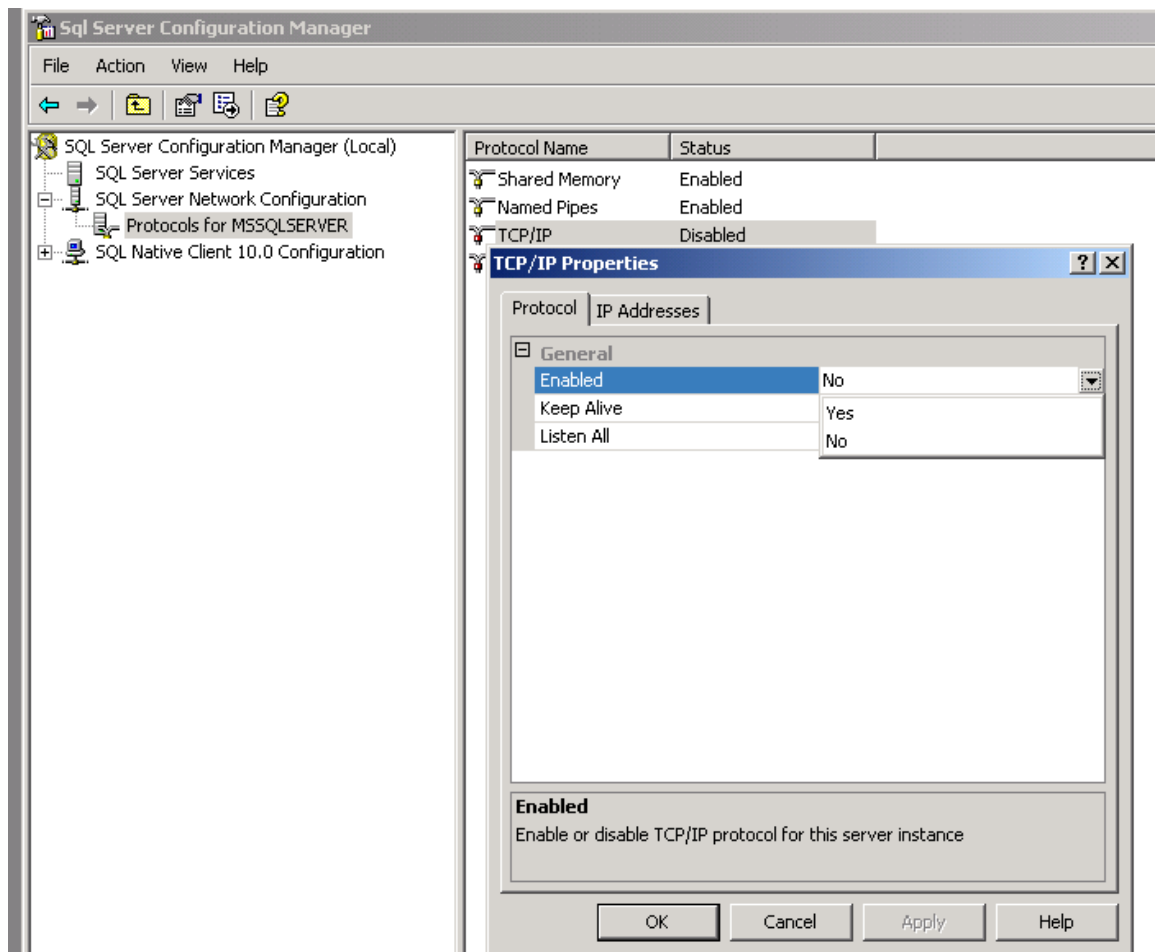 Sql Server Configuration Manager
File Action View Help
SQL Server Configuration Manager (Local)
SQL Server Services
SQL Server Network Configuration
Protocols for MSSQLSERVER
SQL Native Client 10.0 Configuration
Protocol Name Status
Shared Memory Enabled
Named Pipes Enabled
TCP/IP Disabled
TCP/IP Properties
Protocol IP Addresses
General
Enabled No
Keep Alive
Listen All
Yes
No
Enabled
Enable or disable TCP/IP protocol for this server instance
OK Cancel Apply Help